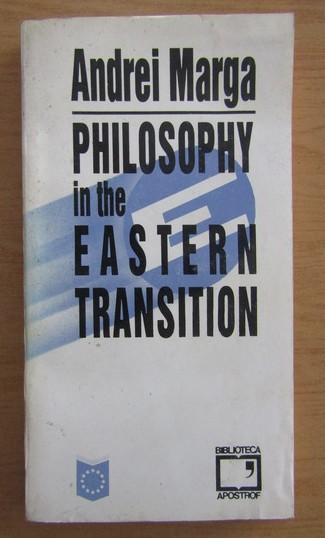 Andrei Marga
PHILOSOPHY
in the
EASTERN
TRANSITION
E
BIBLIOTECA
APOSTROF